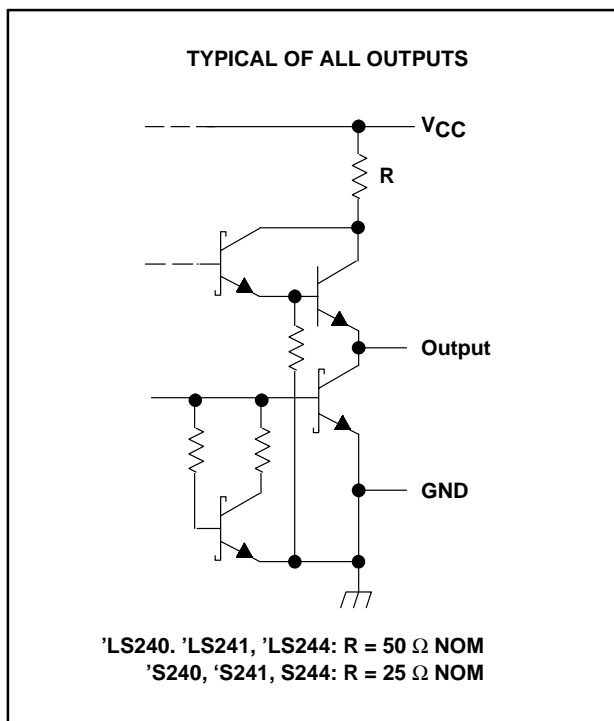 TYPICAL OF ALL OUTPUTS
VCC
R
Output
GND
’LS240. ’LS241, ’LS244: R = 50 Ω NOM
’S240, ‘S241, S244: R = 25 Ω NOM